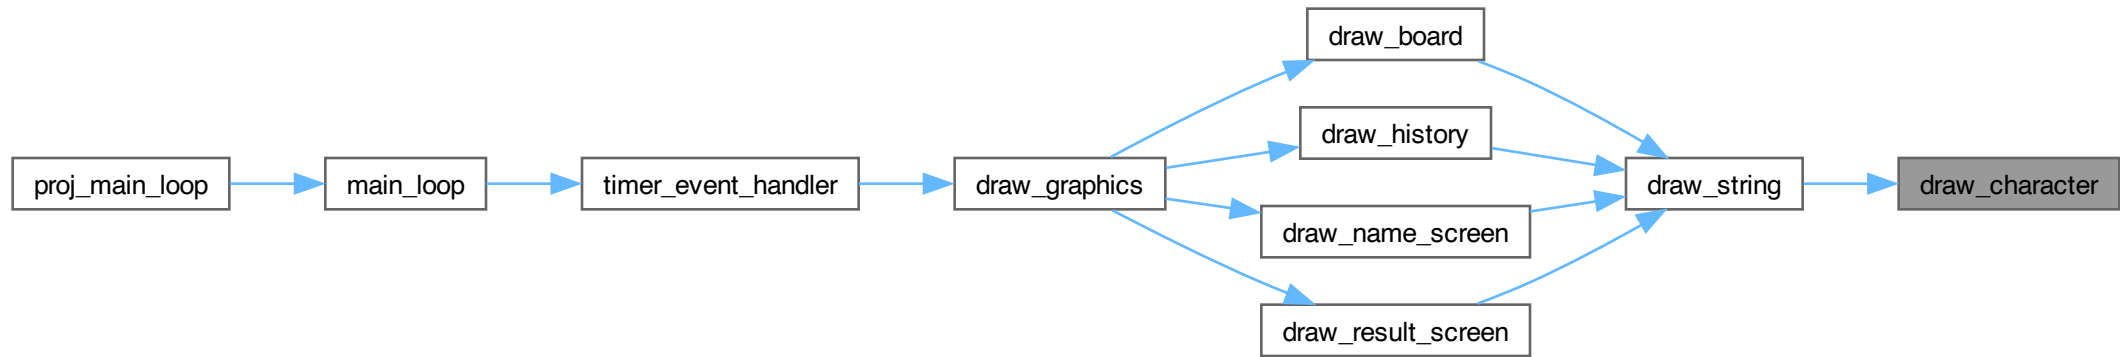 proj_main_loop
main_loop
timer_event_handler
draw_graphics
draw_board
draw_history
draw_name_screen
draw_result_screen
draw_string
draw_character